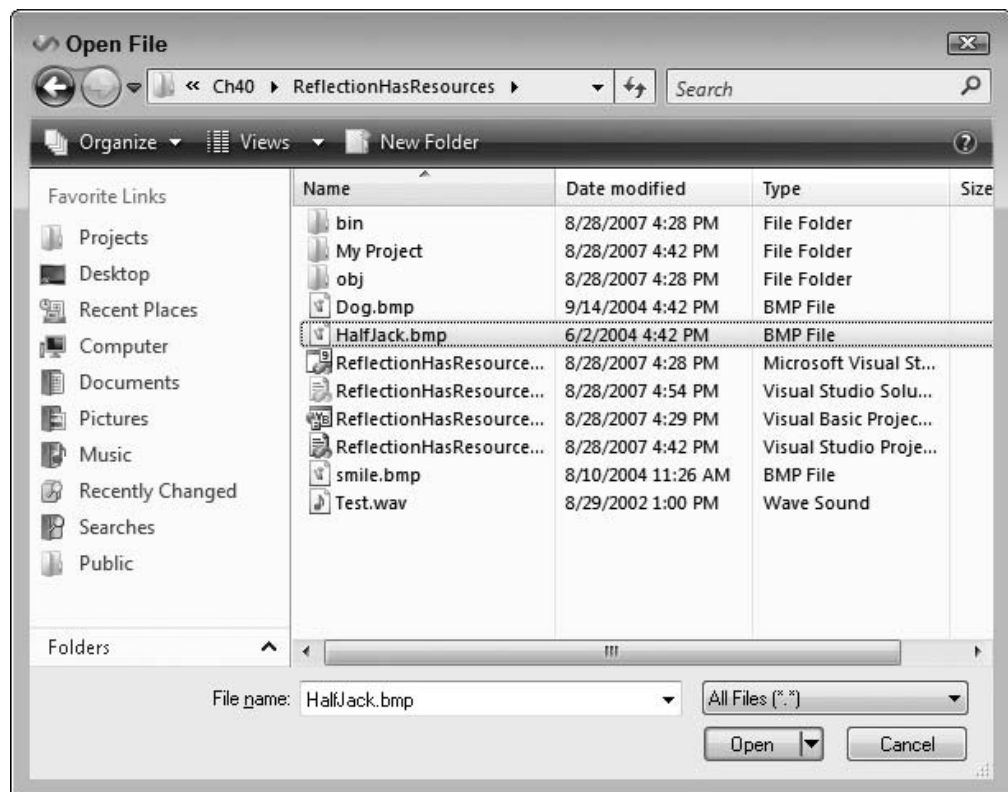 Open File
« Ch40 ▸ ReflectionHasResources ▸ Search
Organize Views New Folder
Favorite Links
Projects
Desktop
Recent Places
Computer
Documents
Pictures
Music
Recently Changed
Searches
Public
Folders
Name Date modified Type Size
bin 8/28/2007 4:28 PM File Folder
My Project 8/28/2007 4:42 PM File Folder
obj 8/28/2007 4:28 PM File Folder
Dog.bmp 9/14/2004 4:42 PM BMP File
HalfJack.bmp 6/2/2004 4:42 PM BMP File
ReflectionHasResource... 8/28/2007 4:28 PM Microsoft Visual St...
ReflectionHasResource... 8/28/2007 4:54 PM Visual Studio Solu...
ReflectionHasResource... 8/28/2007 4:29 PM Visual Basic Projec...
ReflectionHasResource... 8/28/2007 4:42 PM Visual Studio Proje...
smile.bmp 8/10/2004 11:26 AM BMP File
Test.wav 8/29/2002 1:00 PM Wave Sound
File name: HalfJack.bmp All Files (*.*)
Open Cancel